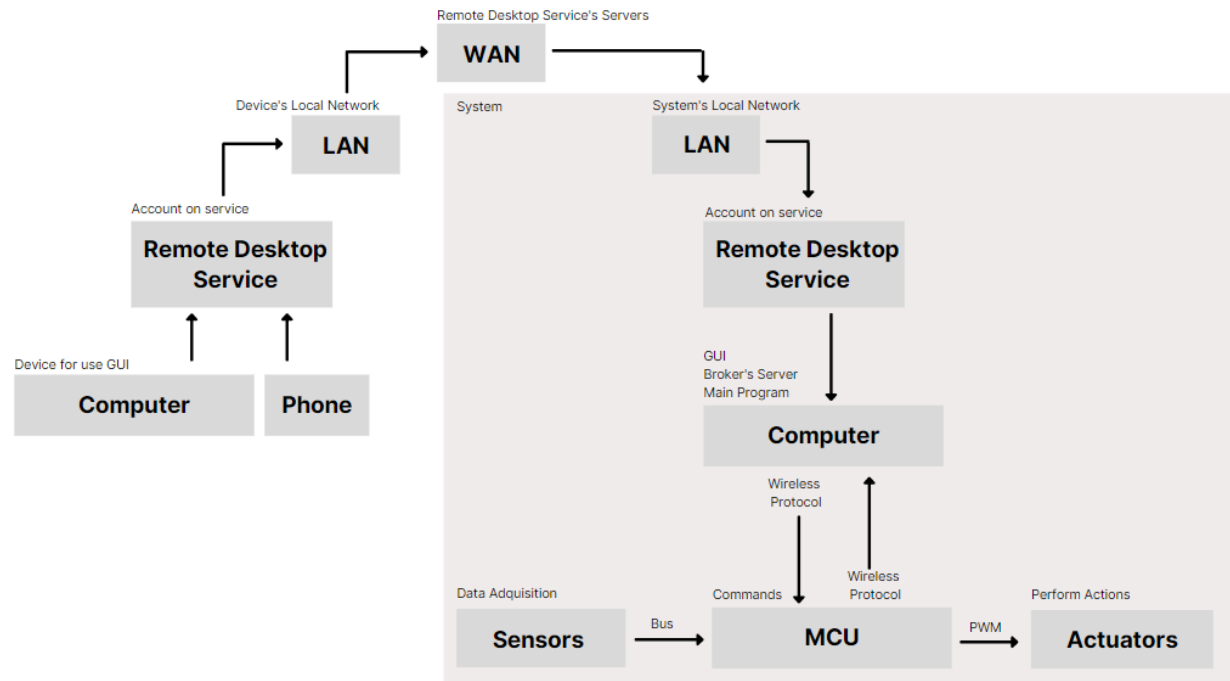 Remote Desktop Service's Servers
WAN
Device's Local Network
LAN
System
System's Local Network
LAN
Account on service
Remote Desktop
Service
Account on service
Remote Desktop
Service
Device for use GUI
Computer
Phone
GUI
Broker's Server
Main Program
Computer
Wireless
Protocol
Wireless
Protocol
Data Adquisition
Sensors
Bus
Commands
MCU
PWM
Perform Actions
Actuators